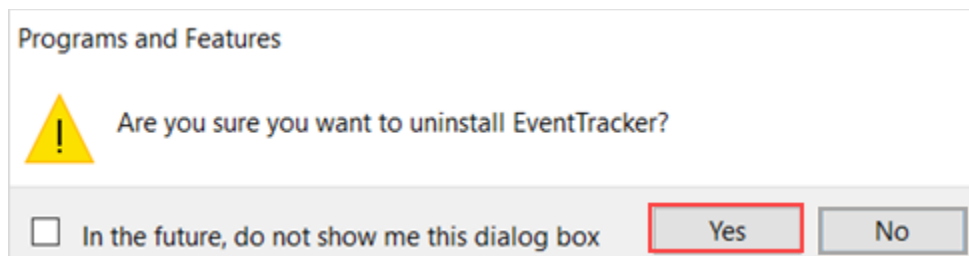 Programs and Features
!
Are you sure you want to uninstall EventTracker?
In the future, do not show me this dialog box
Yes
No